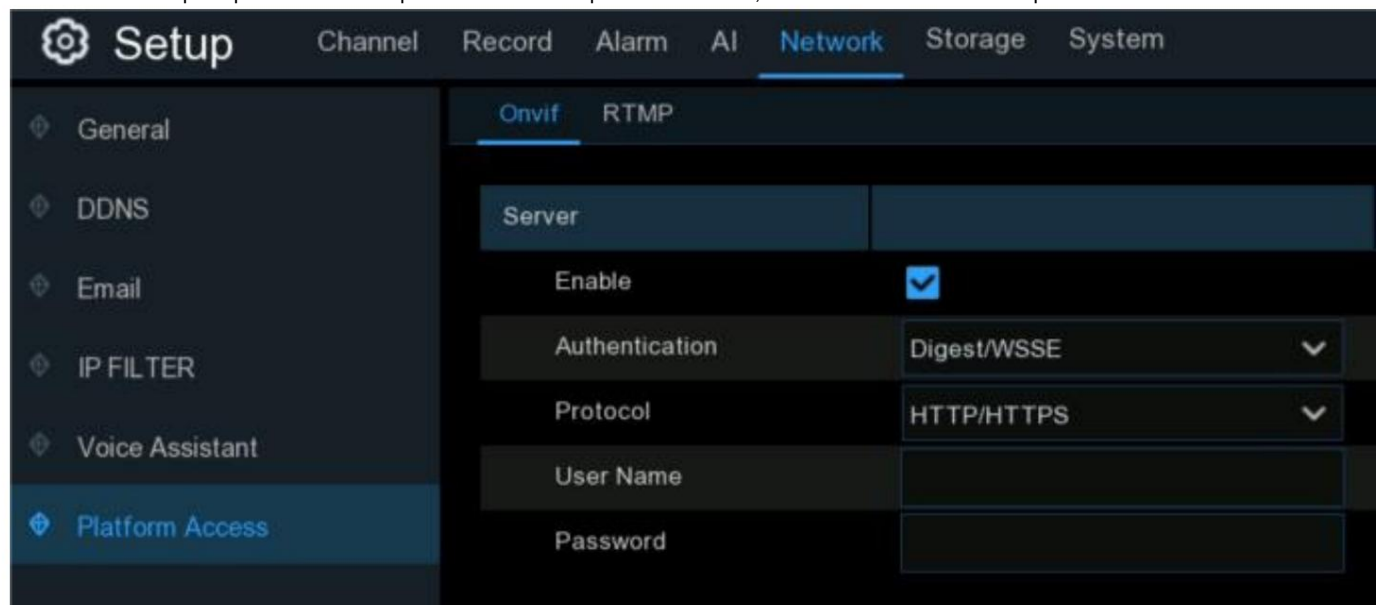 Setup Channel Record Alarm AI Network Storage System
Onvif RTMP
General
DDNS
Email
IP FILTER
Voice Assistant
Platform Access
Server
Enable
Authentication Digest/WSSE
Protocol HTTP/HTTPS
User Name
Password